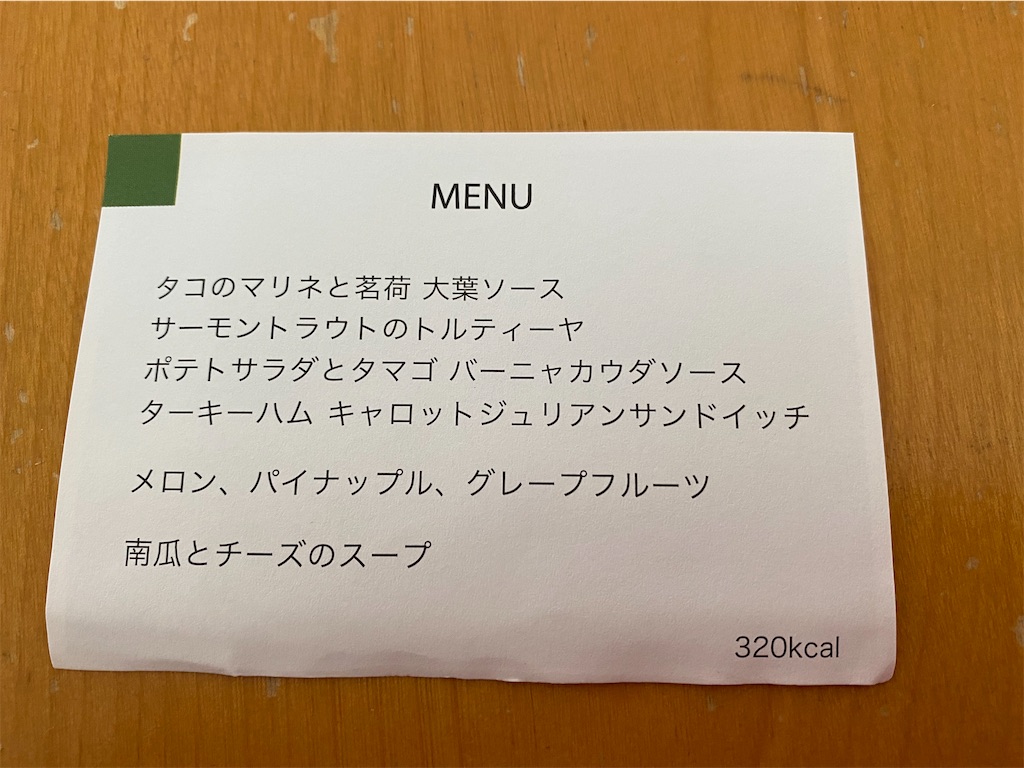 MENU
タコのマリネと茗荷 大葉ソース
サーモントラウトのトルティーヤ
ポテトサラダとタマゴ バーニャカウダソース
ターキーハム キャロットジュリアンサンドイッチ
メロン、パイナップル、グレープフルーツ
南瓜とチーズのスープ
320kcal